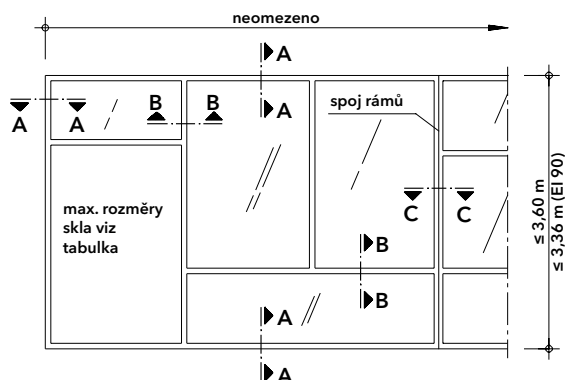 neomezeno
A
A
B B
A A
spoj rámů
max. rozměry
skla viz
tabulka
C C
B
B
A
A
≤ 3,60 m
≤ 3,36 m (EI 90)